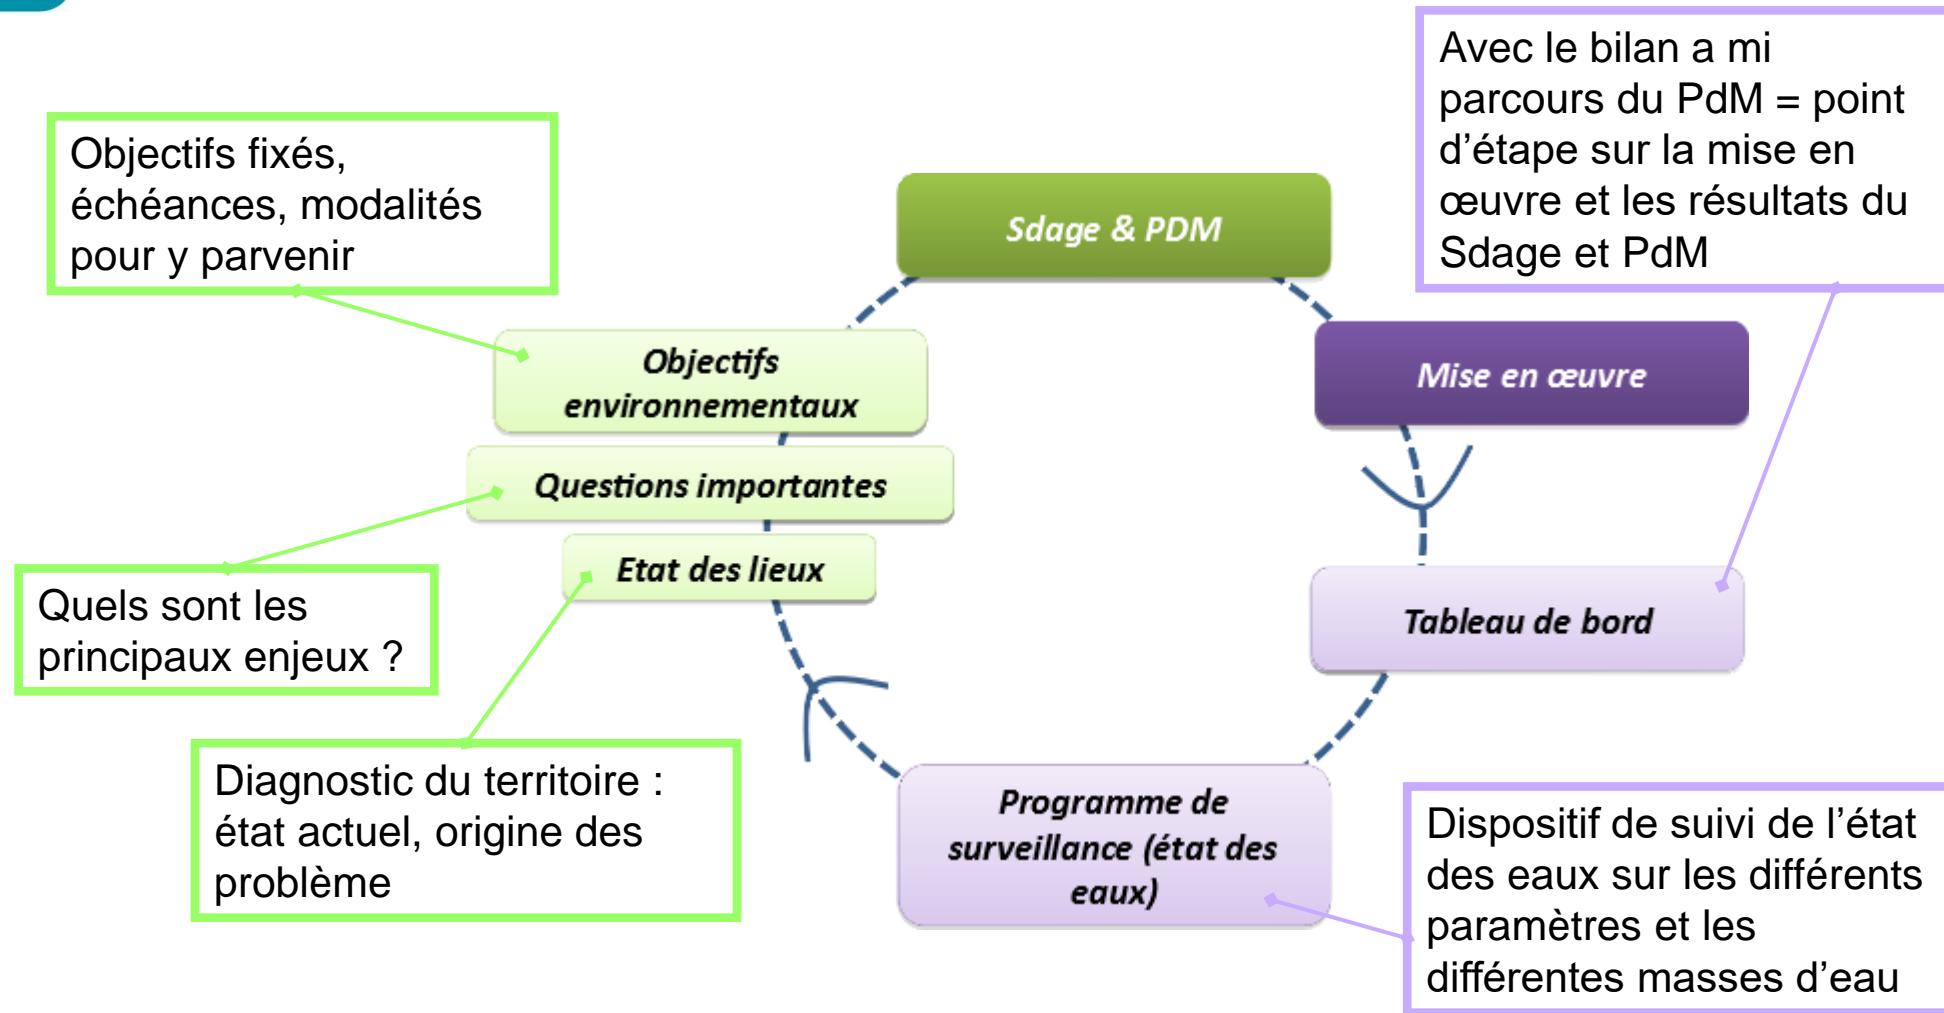 Avec le bilan a mi
parcours du PdM = point
d’étape sur la mise en
œuvre et les résultats du
Sdage et PdM
Objectifs fixés,
échéances, modalités
pour y parvenir
Sdage & PDM
Objectifs
environnementaux
Mise en œuvre
Questions importantes
Etat des lieux
Quels sont les
principaux enjeux ?
Tableau de bord
Diagnostic du territoire :
état actuel, origine des
problème
Programme de
surveillance (état des
eaux)
Dispositif de suivi de l’état
des eaux sur les différents
paramètres et les
différentes masses d’eau